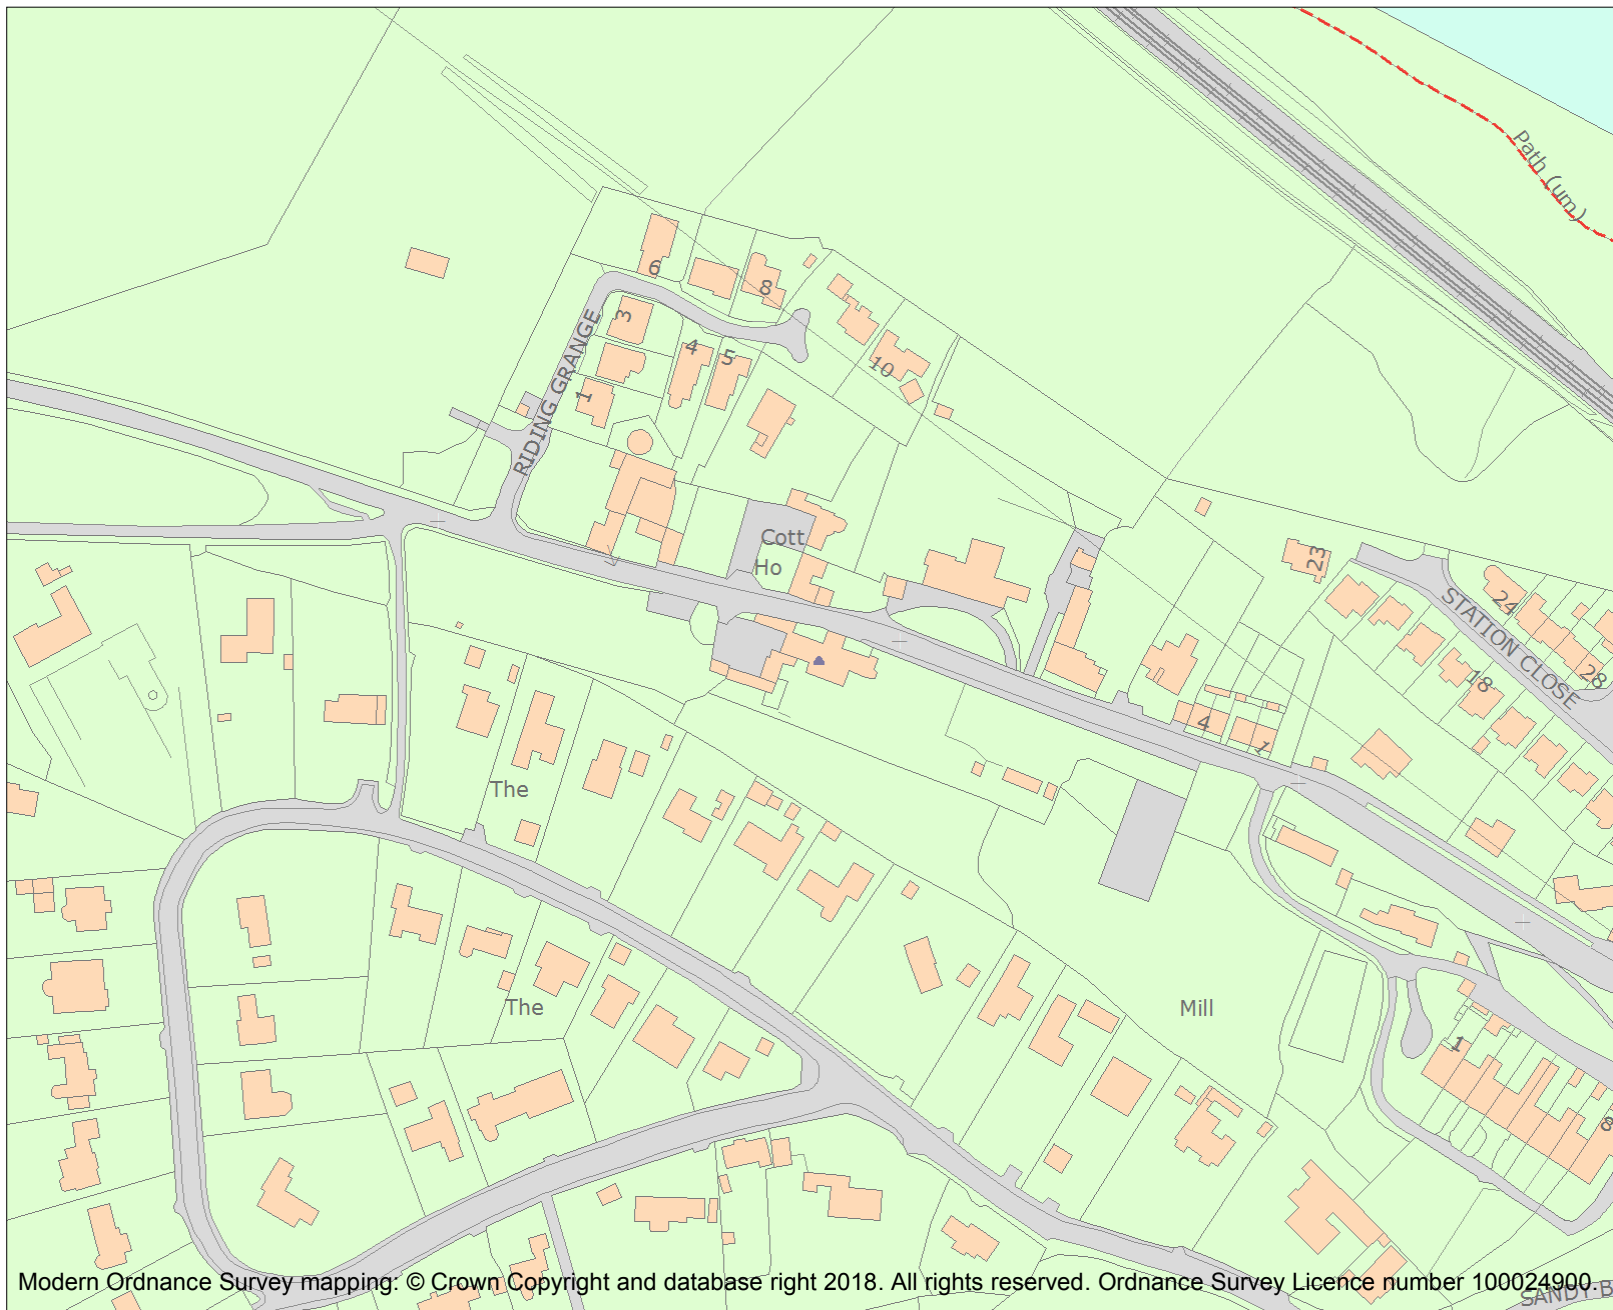 Path (um)
6
8
3
4
5
10
1
RIDING GRANGE
Cott
Ho
23
24
STATION CLOSE
28
18
4
1
The
The
Mill
1
8
Modern Ordnance Survey mapping: © Crown Copyright and database right 2018. All rights reserved. Ordnance Survey Licence number 100024900.
SANDY B